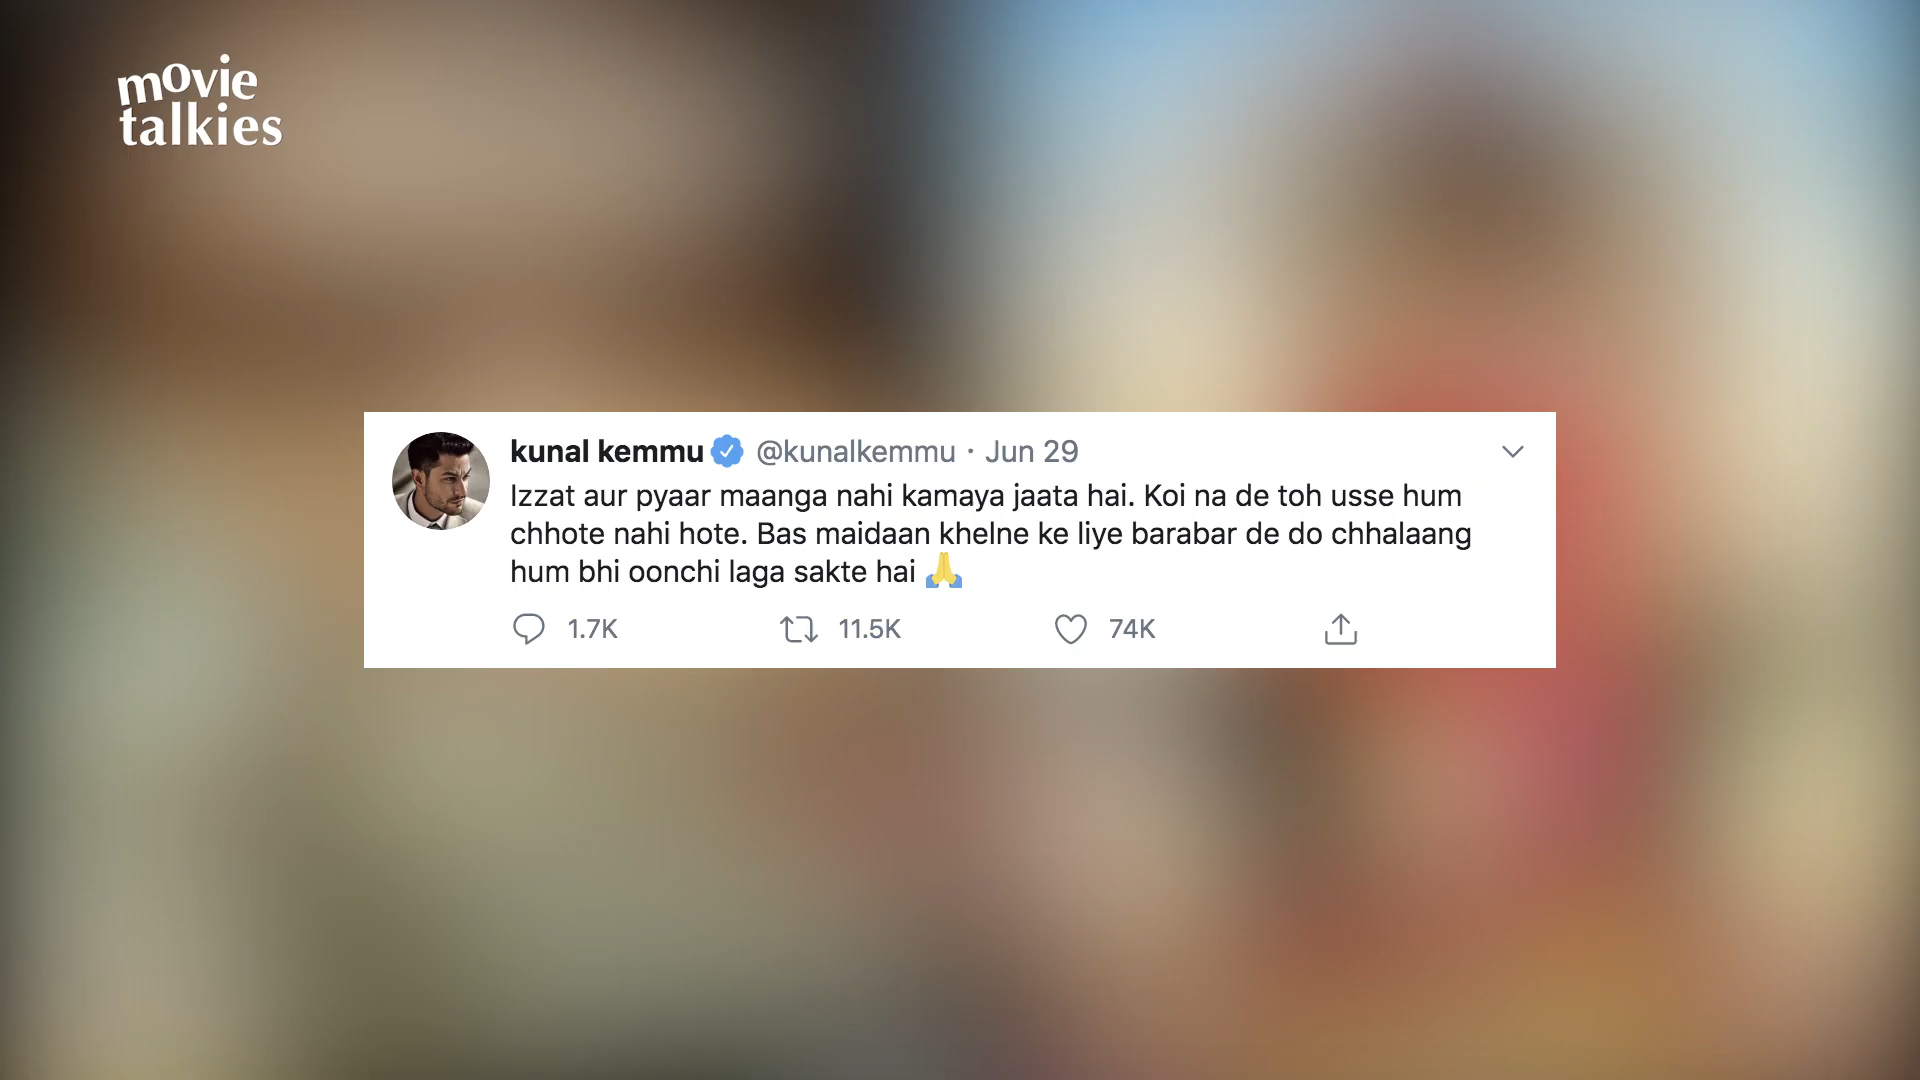 movie
talkies
kunal kemmu @kunalkemmu · Jun 29
Izzat aur pyaar maanga nahi kamaya jaata hai. Koi na de toh usse hum
chhote nahi hote. Bas maidaan khelne ke liye barabar de do chhalaang
hum bhi oonchi laga sakte hai 🙏
1.7K 11.5K 74K